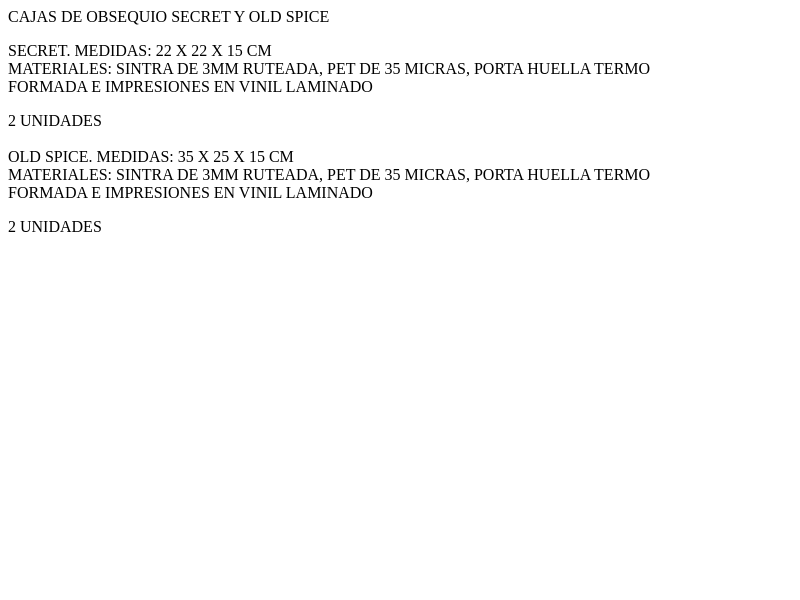 CAJAS DE OBSEQUIO SECRET Y OLD SPICE
SECRET. MEDIDAS: 22 X 22 X 15 CM
MATERIALES: SINTRA DE 3MM RUTEADA, PET DE 35 MICRAS, PORTA HUELLA TERMO
FORMADA E IMPRESIONES EN VINIL LAMINADO
2 UNIDADES
OLD SPICE. MEDIDAS: 35 X 25 X 15 CM
MATERIALES: SINTRA DE 3MM RUTEADA, PET DE 35 MICRAS, PORTA HUELLA TERMO
FORMADA E IMPRESIONES EN VINIL LAMINADO
2 UNIDADES